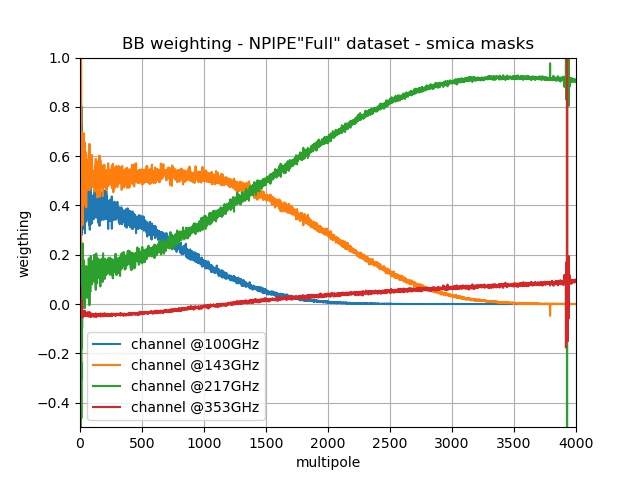 BB weighting - NPIPE"Full" dataset - smica masks
1.0
0.8
0.6
0.4
0.2
0.0
−0.2
−0.4
weigthing
channel @100GHz
channel @143GHz
channel @217GHz
channel @353GHz
0 500 1000 1500 2000 2500 3000 3500 4000
multipole